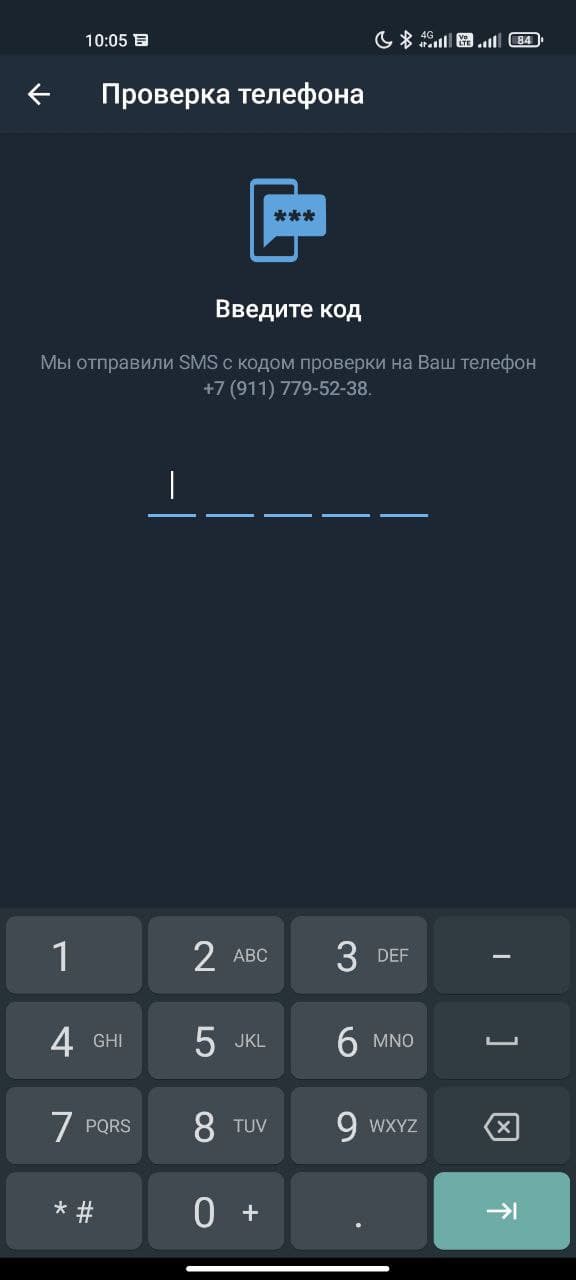 10:05 4G Vo LTE 84
Проверка телефона
***
Введите код
Мы отправили SMS с кодом проверки на Ваш телефон
+7 (911) 779-52-38.
1 2 ABC 3 DEF –
4 GHI 5 JKL 6 MNO
7 PQRS 8 TUV 9 WXYZ
* # 0 + .